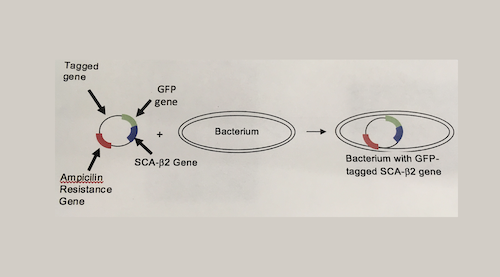 Tagged
gene
GFP
gene
+
Bacterium
SCA-β2 Gene
Ampicilin
Resistance
Gene
Bacterium with GFP-
tagged SCA-β2 gene